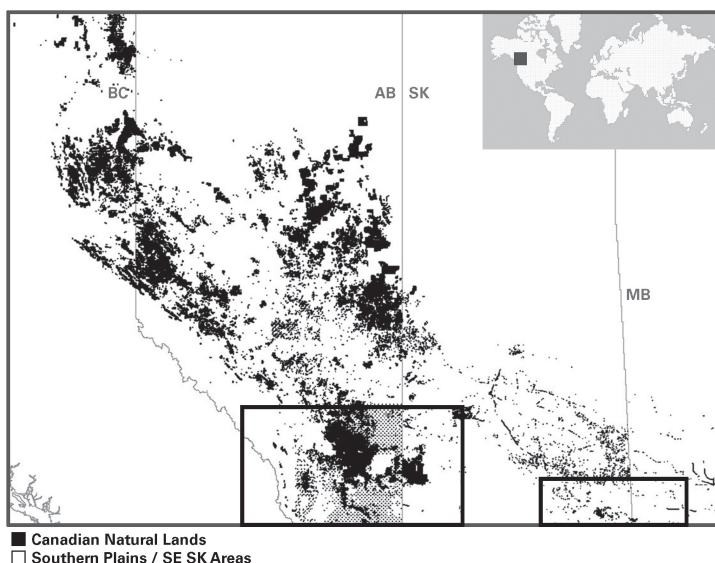 BC
AB SK
MB
Canadian Natural Lands
Southern Plains / SE SK Areas